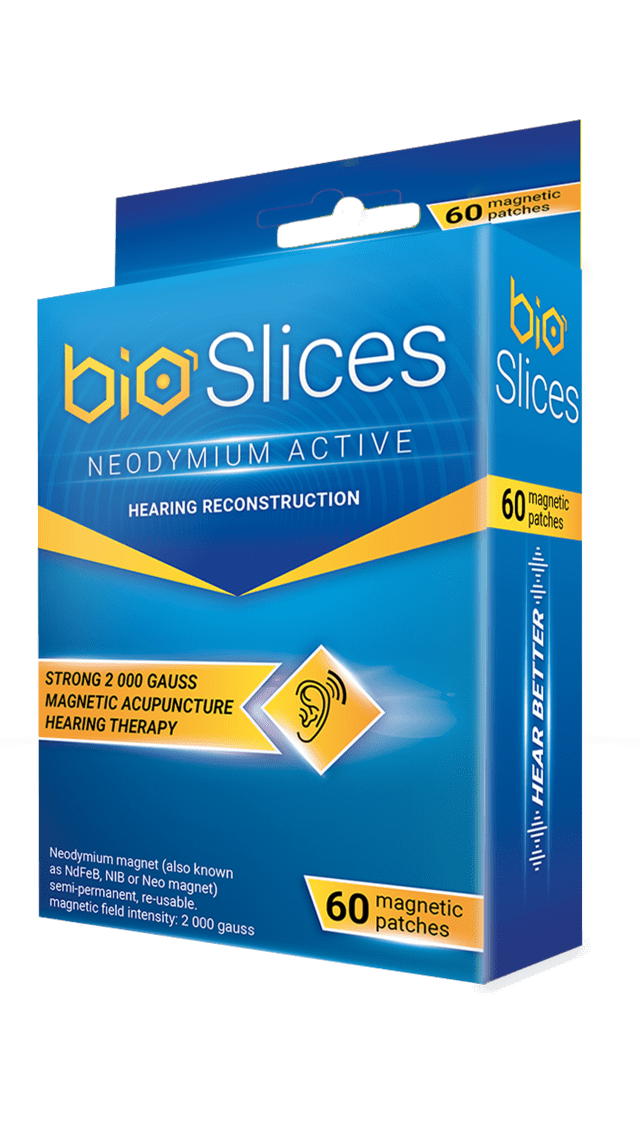 60 magnetic
patches
bio Slices
NEODYMIUM ACTIVE
HEARING RECONSTRUCTION
STRONG 2 000 GAUSS
MAGNETIC ACUPUNCTURE
HEARING THERAPY
Neodymium magnet (also known
as NdFeB, NIB or Neo magnet)
semi-permanent, re-usable.
magnetic field intensity: 2 000 gauss
60 magnetic
patches
bio
Slices
60 magnetic
patches
HEAR BETTER